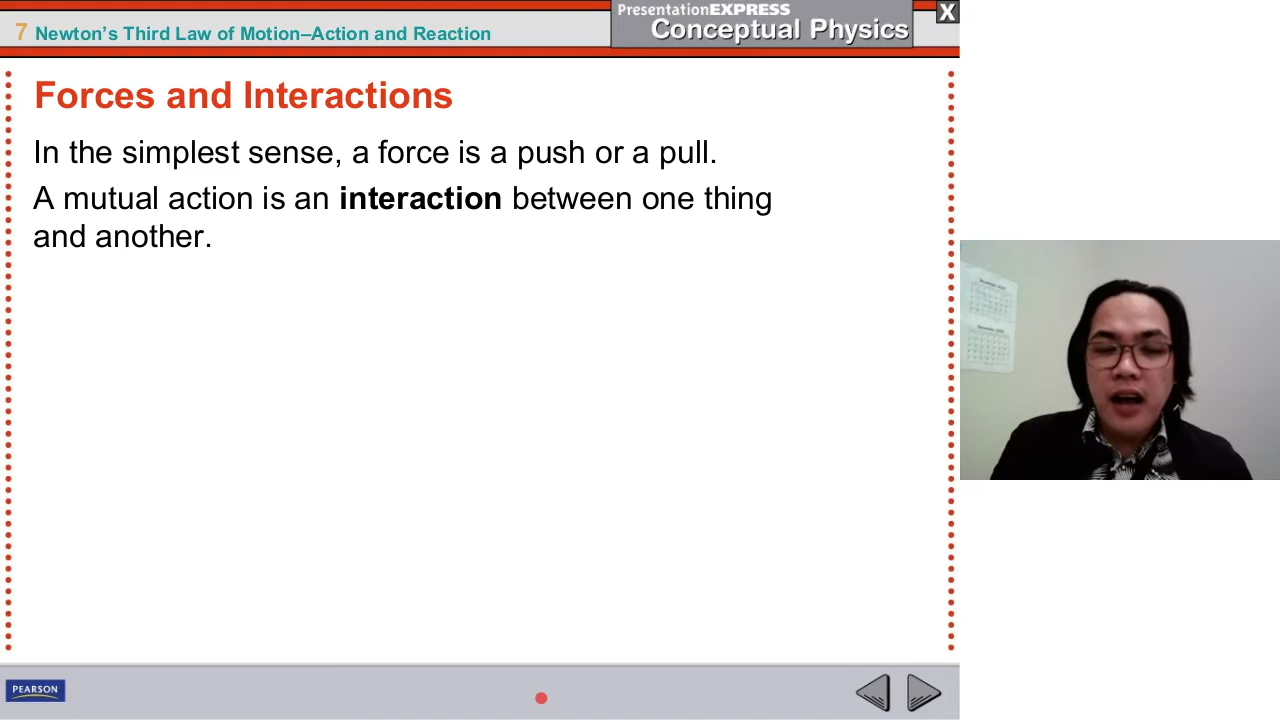 7 Newton’s Third Law of Motion–Action and Reaction
PresentationEXPRESS
Conceptual Physics
X
Forces and Interactions
In the simplest sense, a force is a push or a pull.
A mutual action is an interaction between one thing
and another.
PEARSON